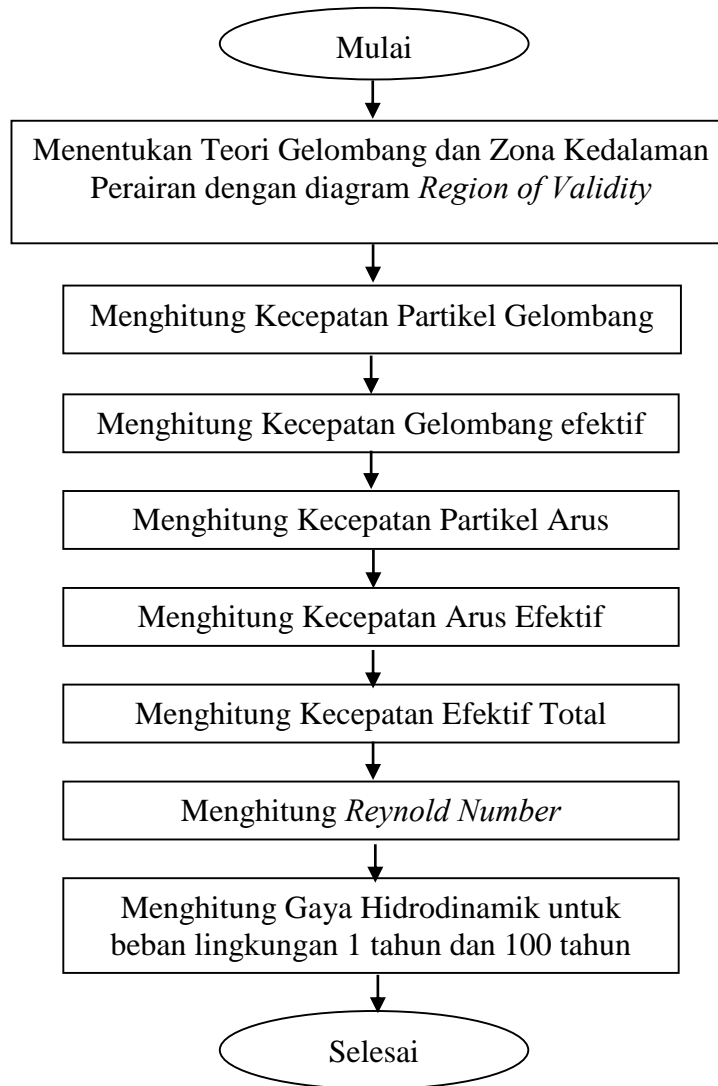 Mulai
Menentukan Teori Gelombang dan Zona Kedalaman
Perairan dengan diagram Region of Validity
Menghitung Kecepatan Partikel Gelombang
Menghitung Kecepatan Gelombang efektif
Menghitung Kecepatan Partikel Arus
Menghitung Kecepatan Arus Efektif
Menghitung Kecepatan Efektif Total
Menghitung Reynold Number
Menghitung Gaya Hidrodinamik untuk
beban lingkungan 1 tahun dan 100 tahun
Selesai